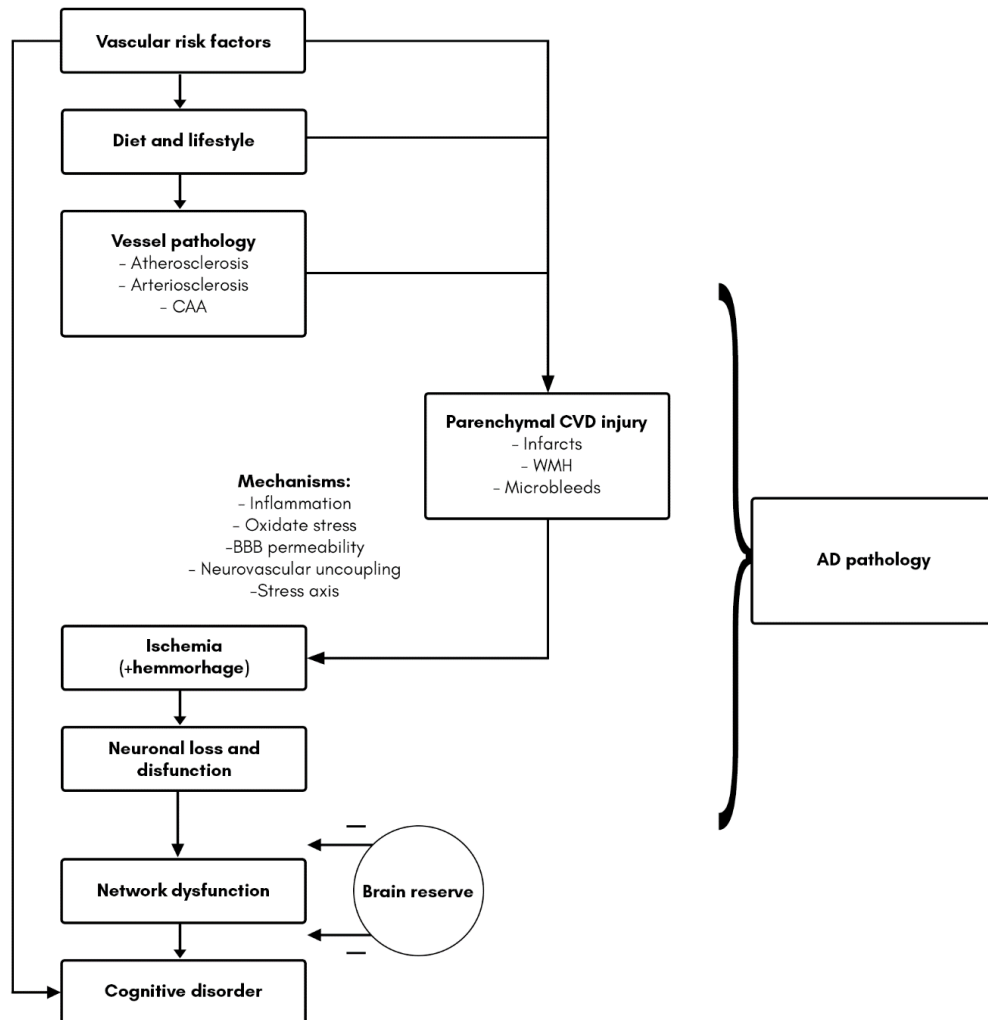 Vascular risk factors
Diet and lifestyle
Vessel pathology
- Atherosclerosis
- Arteriosclerosis
- CAA
Parenchymal CVD injury
- Infarcts
- WMH
- Microbleeds
Mechanisms:
- Inflammation
- Oxidate stress
-BBB permeability
- Neurovascular uncoupling
-Stress axis
AD pathology
Ischemia
(+hemmorhage)
Neuronal loss and
disfunction
Network dysfunction
Brain reserve
Cognitive disorder